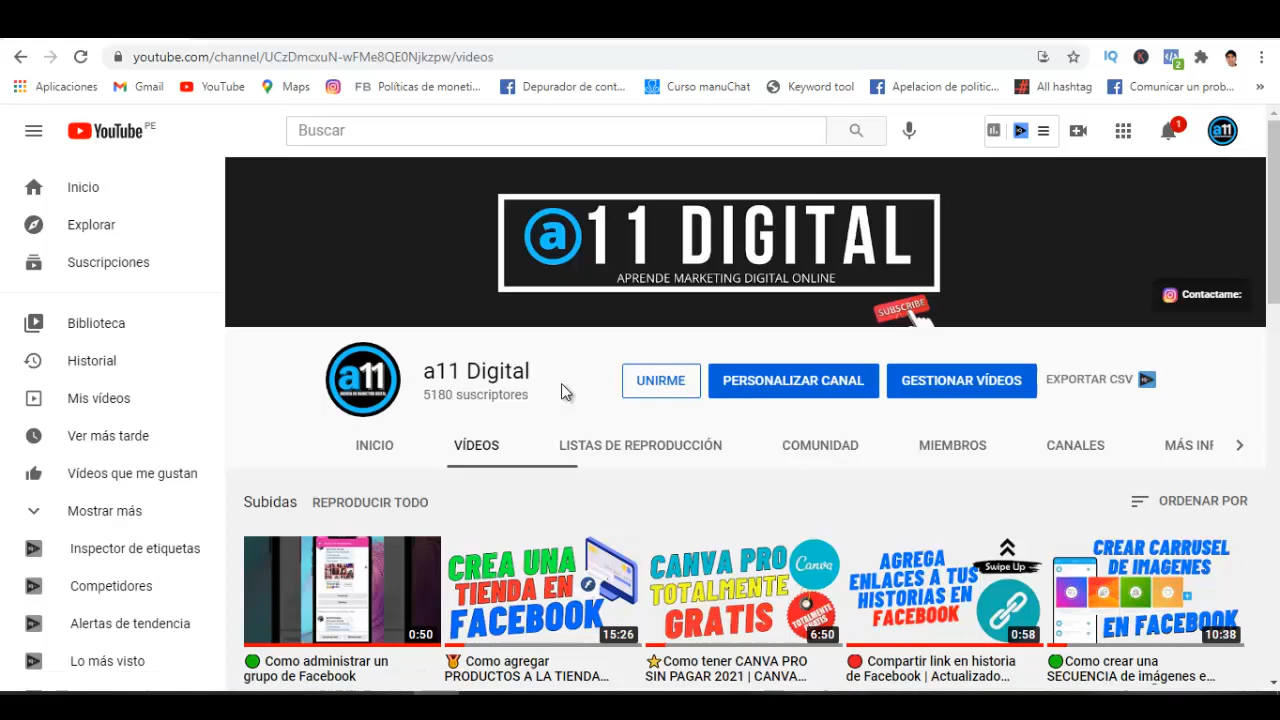 youtube.com/channel/UCzDmcxuN-wFMe8QE0Njkzpw/videos
2
Aplicaciones Gmail YouTube Maps FB Políticas de moneti... Depurador de cont... Curso manuChat Keyword tool Apelacion de polític... # All hashtag Comunicar un prob... »
YouTube PE
Buscar
1
a11
Inicio
Explorar
Suscripciones
Biblioteca
Historial
Mis vídeos
Ver más tarde
Vídeos que me gustan
Mostrar más
Inspector de etiquetas
Competidores
Alertas de tendencia
Lo más visto
@11 DIGITAL
APRENDE MARKETING DIGITAL ONLINE
SUBSCRIBE
Contactame:
a11
a11 Digital
5180 suscriptores
UNIRME
PERSONALIZAR CANAL
GESTIONAR VÍDEOS
EXPORTAR CSV
INICIO VÍDEOS LISTAS DE REPRODUCCIÓN COMUNIDAD MIEMBROS CANALES MÁS INF
Subidas REPRODUCIR TODO ORDENAR POR
0:50
🟢 Como administrar un
grupo de Facebook
CREA UNA
TIENDA EN
FACEBOOK
15:26
🏅 Como agregar
PRODUCTOS A LA TIENDA...
CANVA PRO
TOTALMENTE
GRATIS
Canva
TOTALMENTE
GRATIS
6:50
⭐Como tener CANVA PRO
SIN PAGAR 2021 | CANVA...
AGREGA
ENLACES A TUS
HISTORIAS EN
FACEBOOK
Swipe Up
0:58
🔴 Compartir link en historia
de Facebook | Actualizado...
CREAR CARRUSEL
DE IMAGENES
EN FACEBOOK
10:38
🟢Como crear una
SECUENCIA de imágenes e...